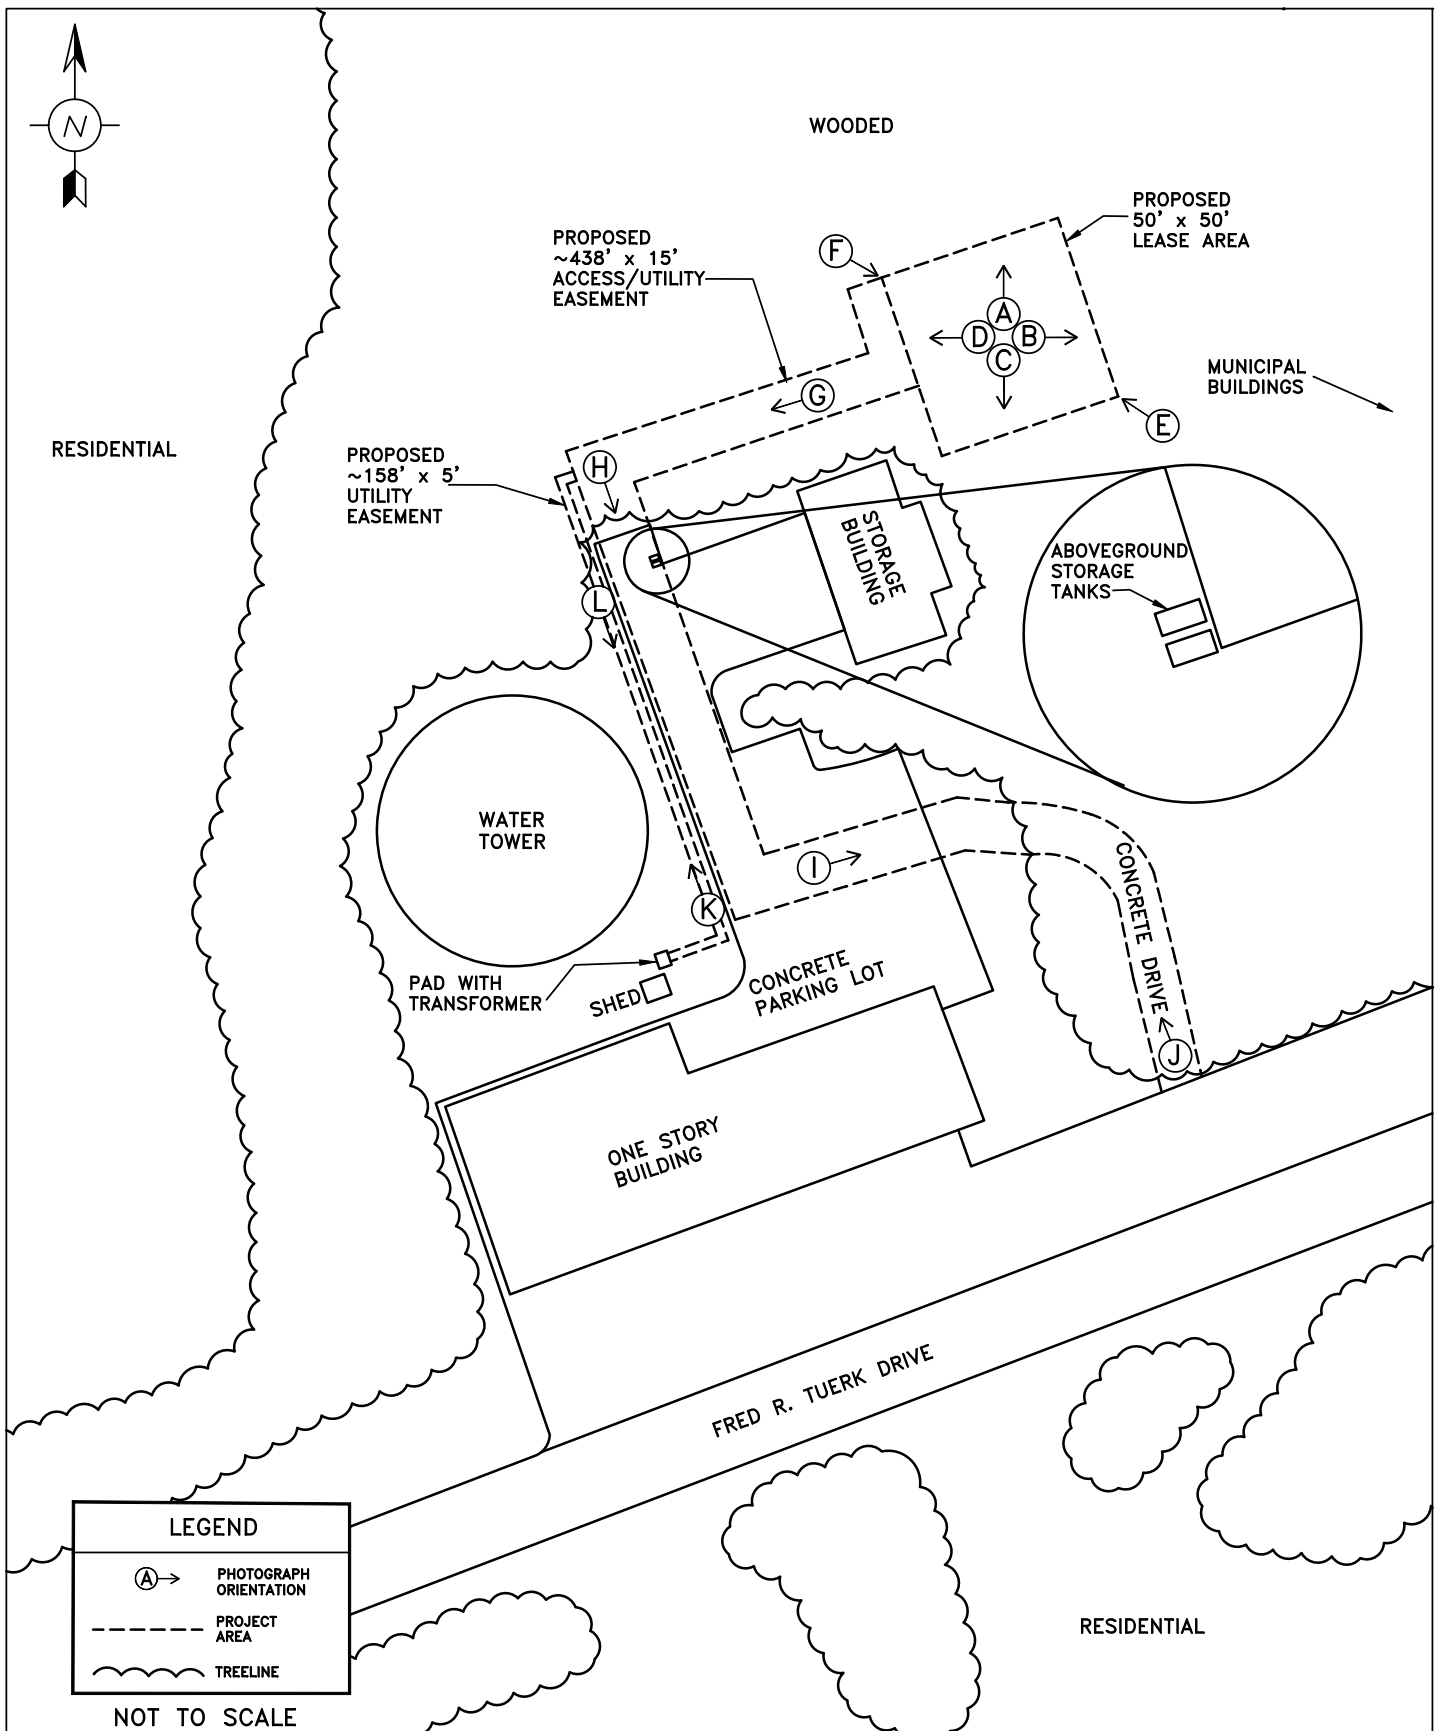 N
WOODED
PROPOSED
50' x 50'
LEASE AREA
PROPOSED
~438' x 15'
ACCESS/UTILITY
EASEMENT
F
A
D
B
C
G
MUNICIPAL
BUILDINGS
E
RESIDENTIAL
PROPOSED
~158' x 5'
UTILITY
EASEMENT
H
STORAGE
BUILDING
ABOVEGROUND
STORAGE
TANKS
L
WATER
TOWER
I
CONCRETE DRIVE
K
PAD WITH
TRANSFORMER
SHED
CONCRETE
PARKING LOT
J
ONE STORY
BUILDING
FRED R. TUERK DRIVE
RESIDENTIAL
LEGEND
A
PHOTOGRAPH
ORIENTATION
PROJECT
AREA
TREELINE
NOT TO SCALE